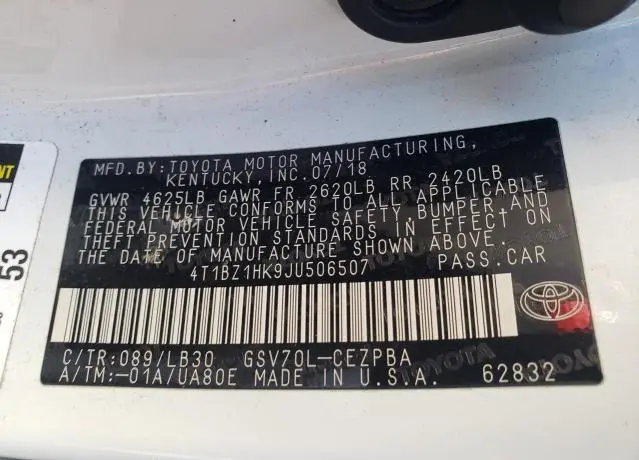 MFD.BY:TOYOTA MOTOR MANUFACTURING,
KENTUCKY INC.07/18
GVWR 4625LB GAWR FR 2620LB RR 2420LB
THIS VEHICLE CONFORMS TO ALL APPLICABLE
FEDERAL MOTOR VEHICLE SAFETY, BUMPER AND
THEFT PREVENTION STANDARDS IN EFFECT ON
THE DATE OF MANUFACTURE SHOWN ABOVE.
4T1BZ1HK9JU506507 PASS.CAR
C/TR:089/LB30 GSV70L-CEZPBA
A/TM:-01A/UA80E MADE IN U.S.TA. 62832
TOYOTA
53